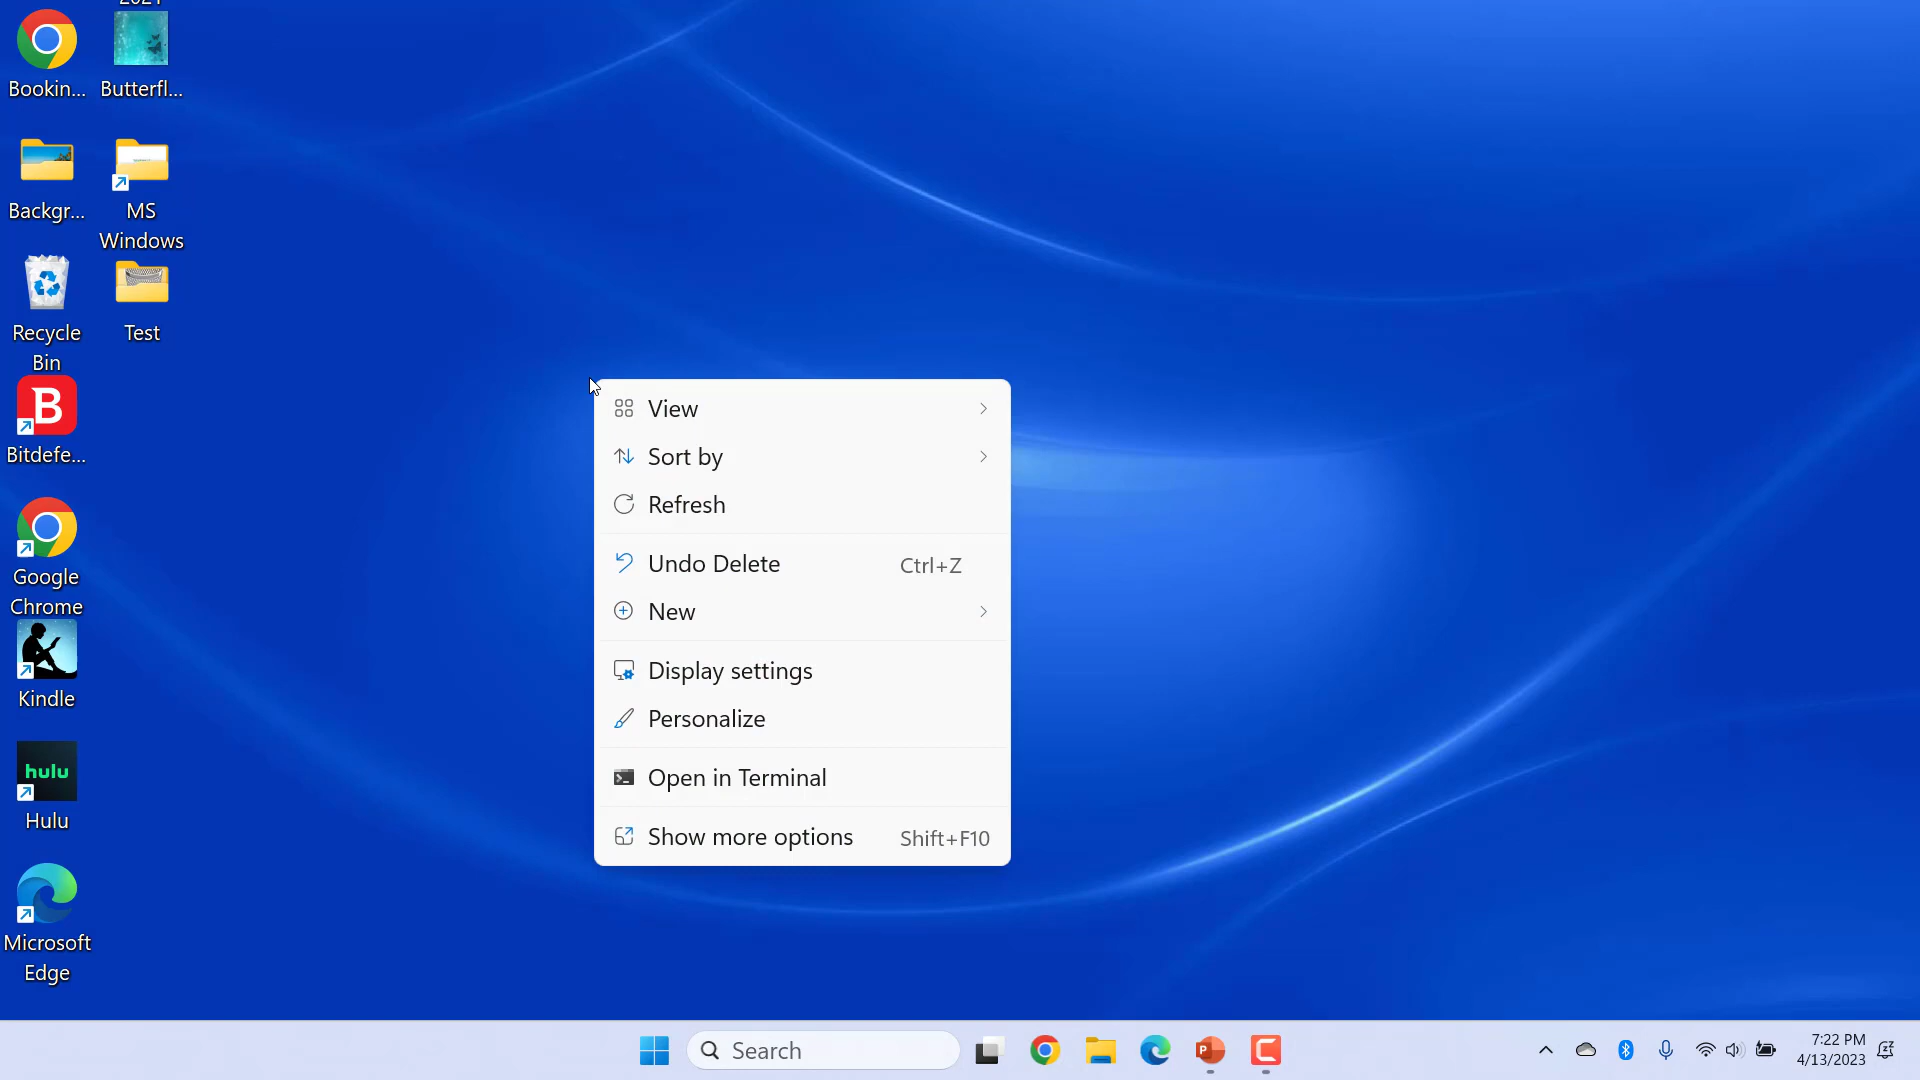 2021
Bookin...
Butterfl...
Backgr...
MS
Windows
Recycle
Bin
Test
B
Bitdefe...
Google
Chrome
Kindle
hulu
Hulu
Microsoft
Edge
View
Sort by
Refresh
Undo Delete Ctrl+Z
New
Display settings
Personalize
Open in Terminal
Show more options Shift+F10
Search
P
C
7:22 PM
4/13/2023